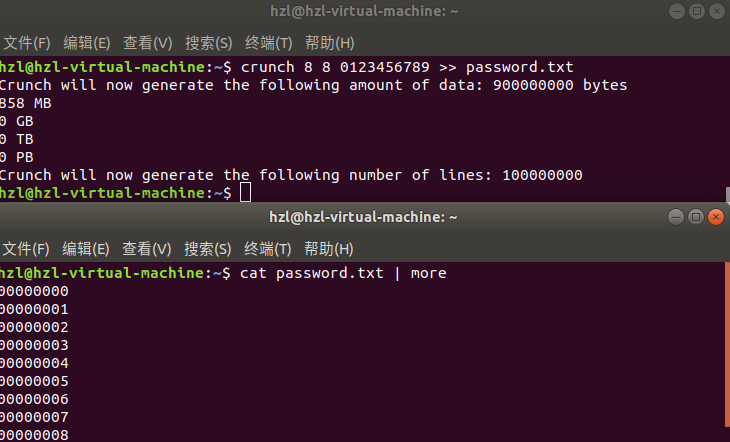 hzl@hzl-virtual-machine: ~
文件(F) 编辑(E) 查看(V) 搜索(S) 终端(T) 帮助(H)
hzl@hzl-virtual-machine:~$ crunch 8 8 0123456789 >> password.txt
Crunch will now generate the following amount of data: 900000000 bytes
858 MB
0 GB
0 TB
0 PB
Crunch will now generate the following number of lines: 100000000
hzl@hzl-virtual-machine:~$
hzl@hzl-virtual-machine: ~
文件(F) 编辑(E) 查看(V) 搜索(S) 终端(T) 帮助(H)
hzl@hzl-virtual-machine:~$ cat password.txt | more
00000000
00000001
00000002
00000003
00000004
00000005
00000006
00000007
00000008